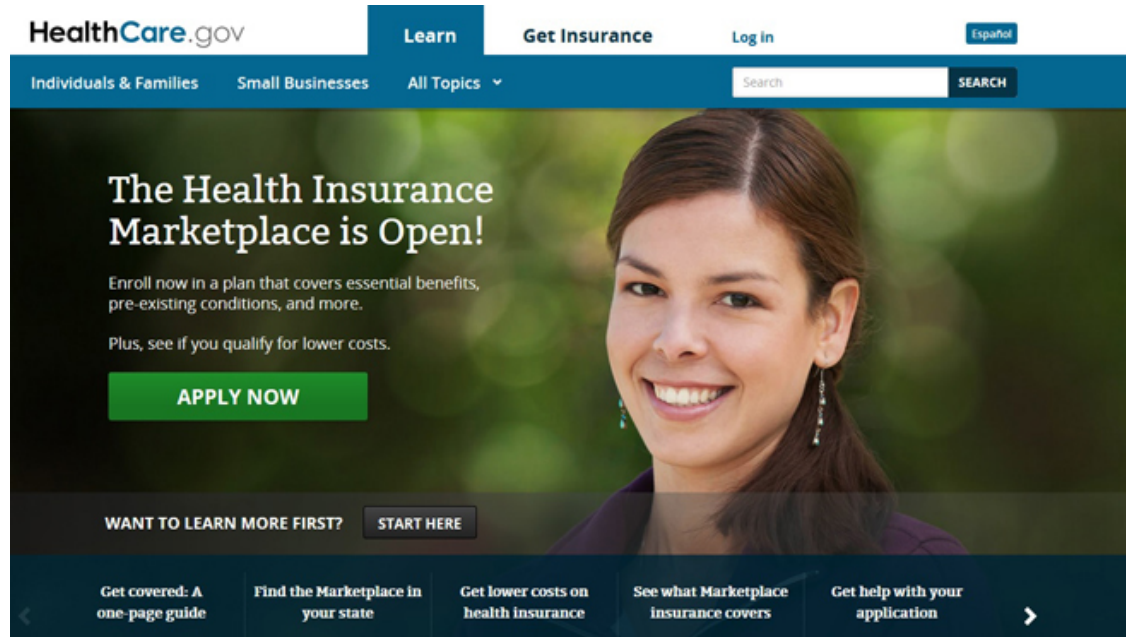 HealthCare.gov
Learn
Get Insurance
Log in
Español
Individuals & Families
Small Businesses
All Topics
Search
SEARCH
The Health Insurance
Marketplace is Open!
Enroll now in a plan that covers essential benefits,
pre-existing conditions, and more.
Plus, see if you qualify for lower costs.
APPLY NOW
WANT TO LEARN MORE FIRST?
START HERE
Get covered: A
one-page guide
Find the Marketplace in
your state
Get lower costs on
health insurance
See what Marketplace
insurance covers
Get help with your
application